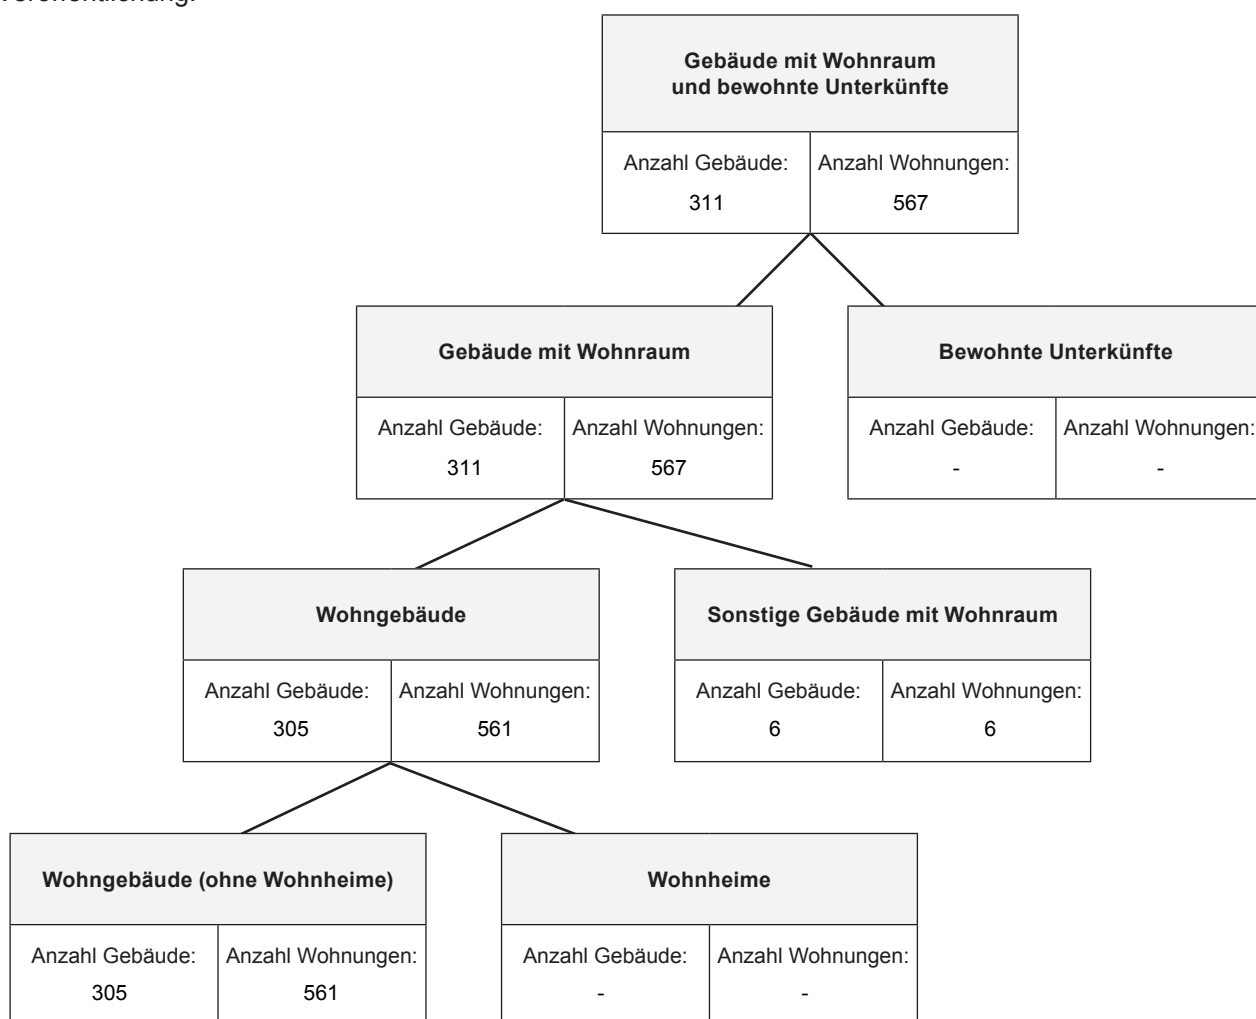 Veröffentlichung.
Gebäude mit Wohnraum
und bewohnte Unterkünfte
Anzahl Gebäude: Anzahl Wohnungen:
311 567
Gebäude mit Wohnraum Bewohnte Unterkünfte
Anzahl Gebäude: Anzahl Wohnungen: Anzahl Gebäude: Anzahl Wohnungen:
311 567 - -
Wohngebäude Sonstige Gebäude mit Wohnraum
Anzahl Gebäude: Anzahl Wohnungen: Anzahl Gebäude: Anzahl Wohnungen:
305 561 6 6
Wohngebäude (ohne Wohnheime) Wohnheime
Anzahl Gebäude: Anzahl Wohnungen: Anzahl Gebäude: Anzahl Wohnungen:
305 561 - -